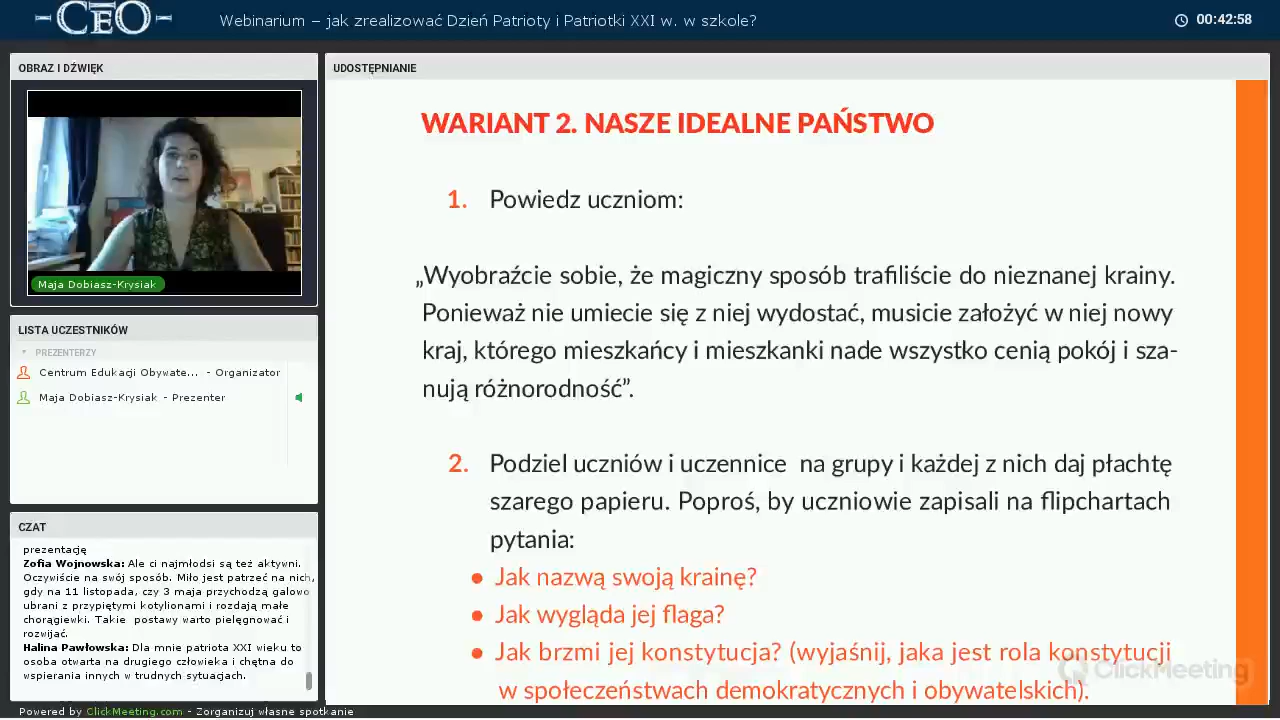 CEO
Webinarium – jak zrealizować Dzień Patrioty i Patriotki XXI w. w szkole?
00:42:58
OBRAZ I DŹWIĘK
Maja Dobiasz-Krysiak
LISTA UCZESTNIKÓW
PREZENTERZY
Centrum Edukacji Obywate... - Organizator
Maja Dobiasz-Krysiak - Prezenter
CZAT
prezentację
Zofia Wojnowska: Ale ci najmłodsi są też aktywni.
Oczywiście na swój sposób. Miło jest patrzeć na nich,
gdy na 11 listopada, czy 3 maja przychodzą galowo
ubrani z przypiętymi kotylionami i rozdają małe
chorągiewki. Takie postawy warto pielęgnować i
rozwijać.
Halina Pawłowska: Dla mnie patriota XXI wieku to
osoba otwarta na drugiego człowieka i chętna do
wspierania innych w trudnych sytuacjach.
UDOSTĘPNIANIE
WARIANT 2. NASZE IDEALNE PAŃSTWO
1. Powiedz uczniom:
„Wyobraźcie sobie, że magiczny sposób trafiliście do nieznanej krainy.
Ponieważ nie umiecie się z niej wydostać, musicie założyć w niej nowy
kraj, którego mieszkańcy i mieszkanki nade wszystko cenią pokój i sza-
nują różnorodność”.
2. Podziel uczniów i uczennice na grupy i każdej z nich daj płachtę
szarego papieru. Poproś, by uczniowie zapisali na flipchartach
pytania:
● Jak nazwą swoją krainę?
● Jak wygląda jej flaga?
● Jak brzmi jej konstytucja? (wyjaśnij, jaka jest rola konstytucji
w społeczeństwach demokratycznych i obywatelskich).
ClickMeeting
Powered by ClickMeeting.com - Zorganizuj własne spotkanie